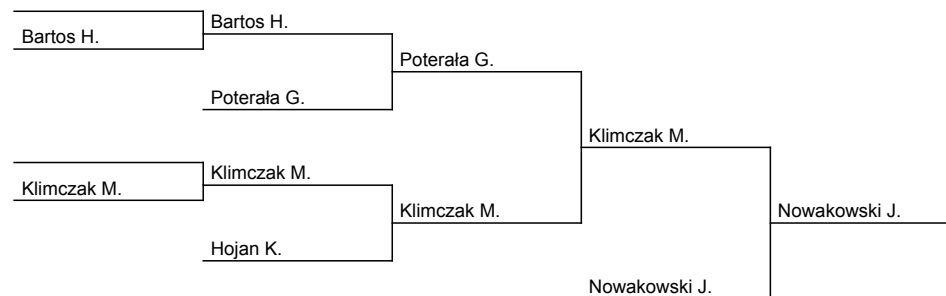 Bartos H.
Bartos H.
Poterała G.
Poterała G.
Klimczak M.
Klimczak M.
Klimczak M.
Klimczak M.
Nowakowski J.
Hojan K.
Nowakowski J.